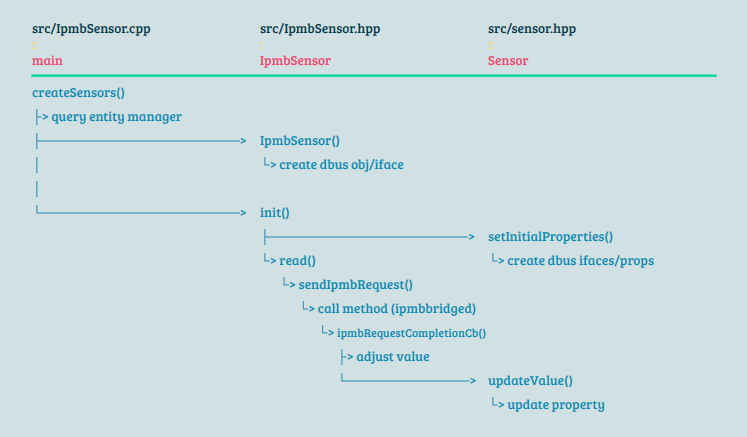 src/IpmbSensor.cpp src/IpmbSensor.hpp src/sensor.hpp
:: : ::
main IpmbSensor Sensor
createSensors()
├> query entity manager
├────────────────────────> IpmbSensor()
│ └> create dbus obj/iface
│
└────────────────────────> init()
├────────────────────────> setInitialProperties()
└> read() └> create dbus ifaces/props
└> sendIpmbRequest()
└> call method (ipmbbridged)
└> ipmbRequestCompletionCb()
├> adjust value
└───────────────> updateValue()
└> update property